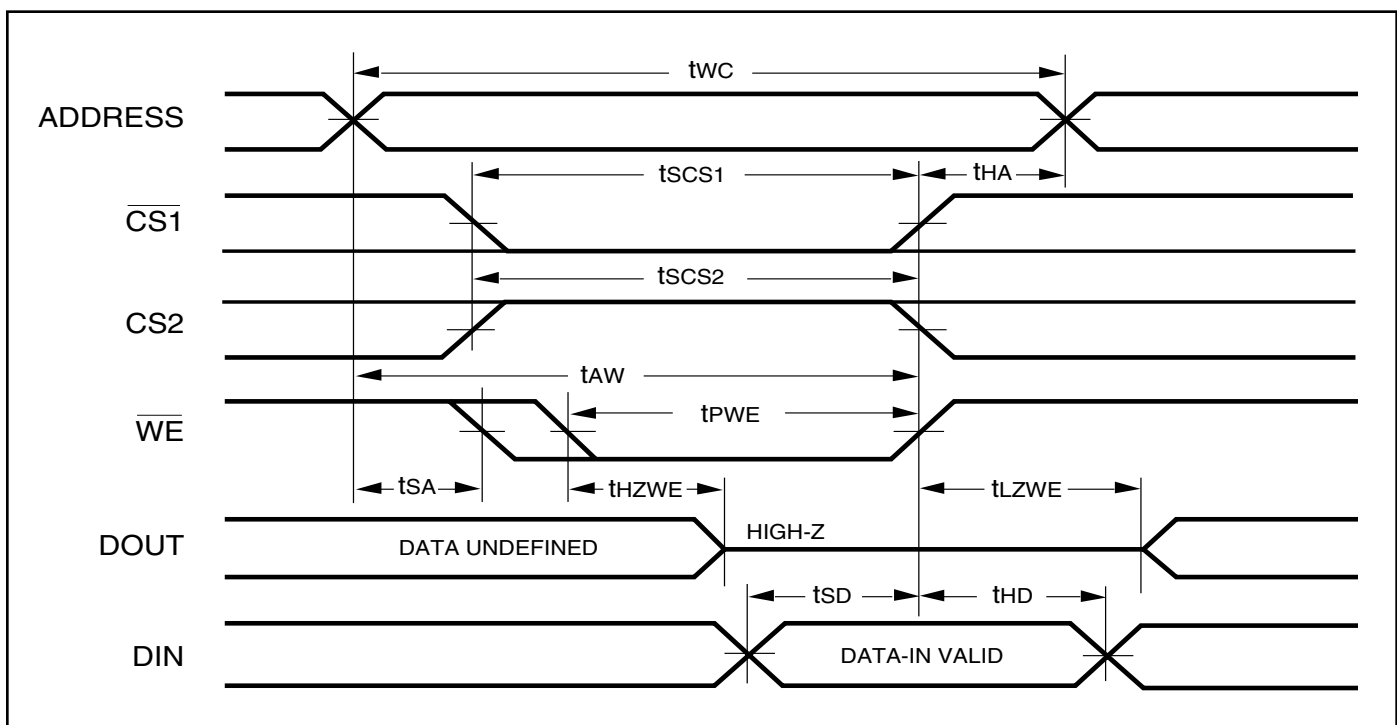 tWC
ADDRESS
tSCS1
tHA
CS1
tSCS2
CS2
tAW
WE
tPWE
tSA
tHZWE
tLZWE
DOUT
DATA UNDEFINED
HIGH-Z
tSD
tHD
DIN
DATA-IN VALID